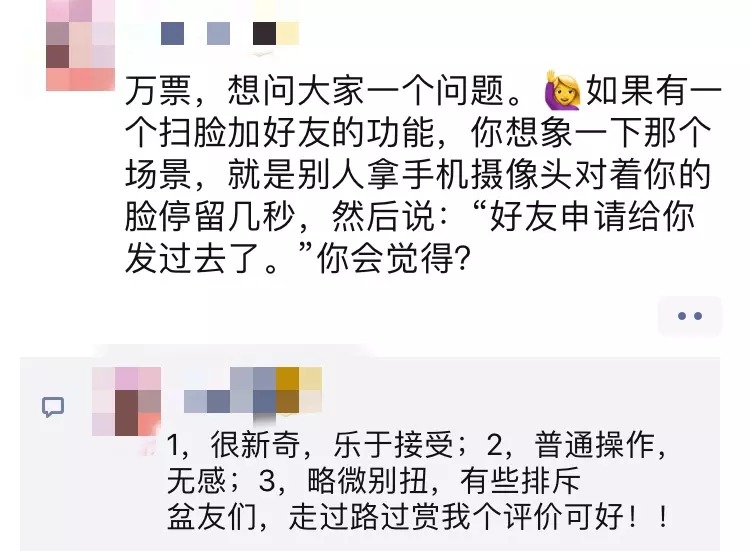 万票，想问大家一个问题。🙋‍♀️如果有一
个扫脸加好友的功能，你想象一下那个
场景，就是别人拿手机摄像头对着你的
脸停留几秒，然后说：“好友申请给你
发过去了。”你会觉得？
1，很新奇，乐于接受；2，普通操作，
无感；3，略微别扭，有些排斥
盆友们，走过路过赏我个评价可好！！